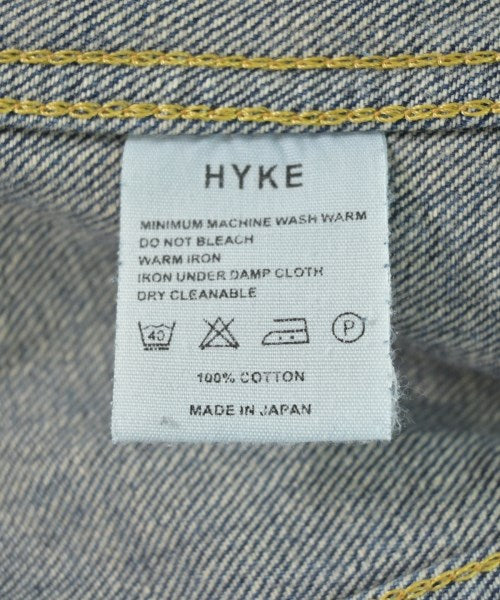 HYKE
MINIMUM MACHINE WASH WARM
DO NOT BLEACH
WARM IRON
IKON UNDER DAMP CLOTH
DRY CLEANABLE
40 P
100% COTTON
MADE IN JAPAN